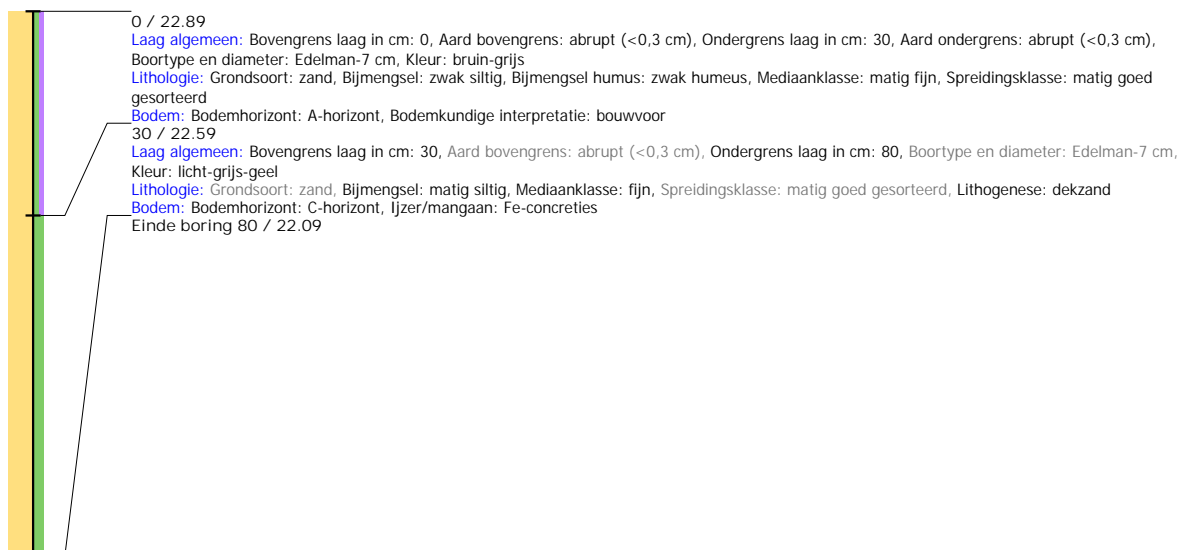 0 / 22.89
Laag algemeen: Bovengrens laag in cm: 0, Aard bovengrens: abrupt (<0,3 cm), Ondergrens laag in cm: 30, Aard ondergrens: abrupt (<0,3 cm),
Boortype en diameter: Edelman-7 cm, Kleur: bruin-grijs
Lithologie: Grondsoort: zand, Bijmengsel: zwak siltig, Bijmengsel humus: zwak humeus, Mediaanklasse: matig fijn, Spreidingsklasse: matig goed
gesorteerd
Bodem: Bodemhorizont: A-horizont, Bodemkundige interpretatie: bouwvoor
30 / 22.59
Laag algemeen: Bovengrens laag in cm: 30, Aard bovengrens: abrupt (<0,3 cm), Ondergrens laag in cm: 80, Boortype en diameter: Edelman-7 cm,
Kleur: licht-grijs-geel
Lithologie: Grondsoort: zand, Bijmengsel: matig siltig, Mediaanklasse: fijn, Spreidingsklasse: matig goed gesorteerd, Lithogenese: dekzand
Bodem: Bodemhorizont: C-horizont, Ijzer/mangaan: Fe-concreties
Einde boring 80 / 22.09